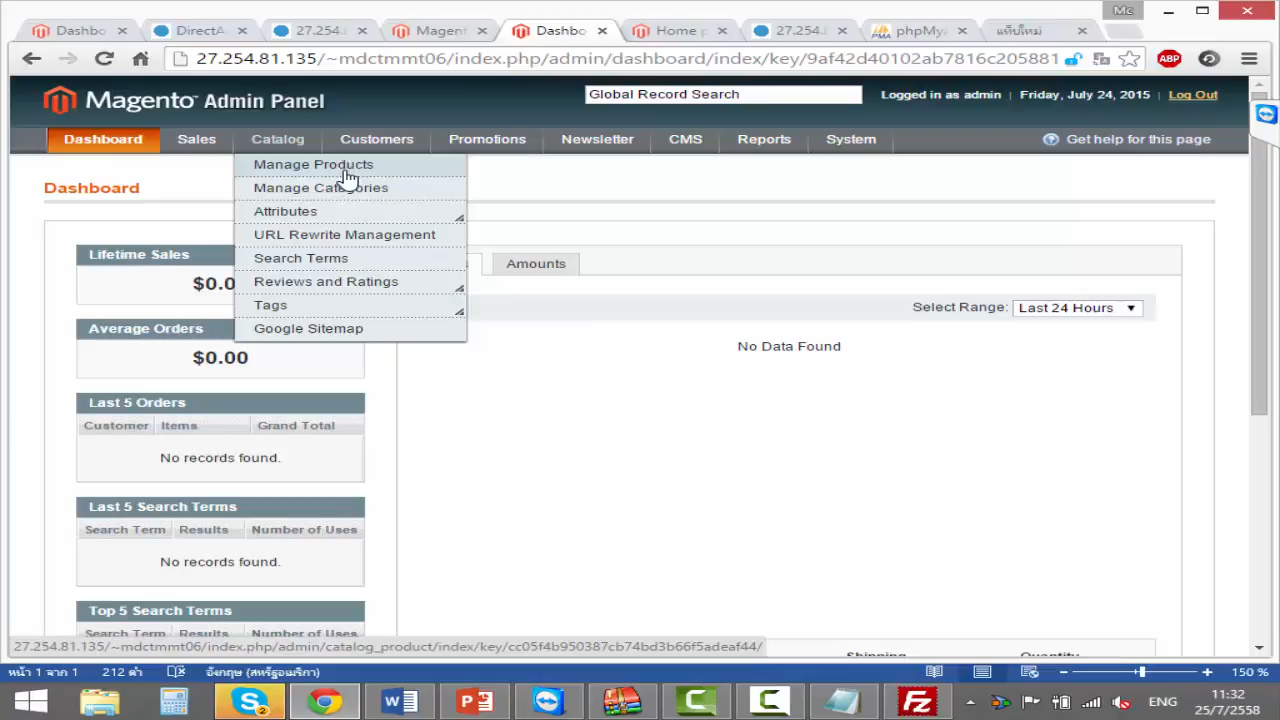 Mc
Dashbo
DirectA
27.254.
Magent
Dashbo
Home p
27.254.
phpMy
แท็บใหม่
27.254.81.135/~mdctmmt06/index.php/admin/dashboard/index/key/9af42d40102ab7816c205881
ABP
Magento Admin Panel
Global Record Search
Logged in as admin | Friday, July 24, 2015 | Log Out
Dashboard Sales Catalog Customers Promotions Newsletter CMS Reports System
Get help for this page
Manage Products
Manage Categories
Attributes
URL Rewrite Management
Search Terms
Reviews and Ratings
Tags
Google Sitemap
Dashboard
Lifetime Sales
$0.0
Average Orders
$0.00
Amounts
Select Range: Last 24 Hours
No Data Found
Last 5 Orders
Customer Items Grand Total
No records found.
Last 5 Search Terms
Search Term Results Number of Uses
No records found.
Top 5 Search Terms
Search Term Results Number of Uses
Shipping Quantity
27.254.81.135/~mdctmmt06/index.php/admin/catalog_product/index/key/cc05f4b950387cb74bd3b66f5adeaf44/
หน้า 1 จาก 1 212 คำ อังกฤษ (สหรัฐอเมริกา) 150 %
ENG
11:32
25/7/2558